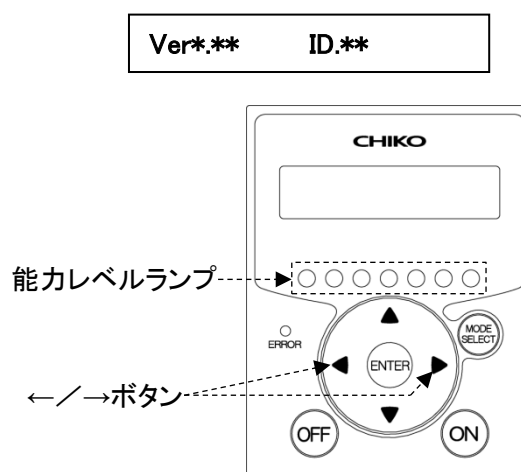 Ver*.** ID.**
CHIKO
能力レベルランプ
ERROR
MODE
SELECT
ENTER
←／→ボタン
OFF
ON